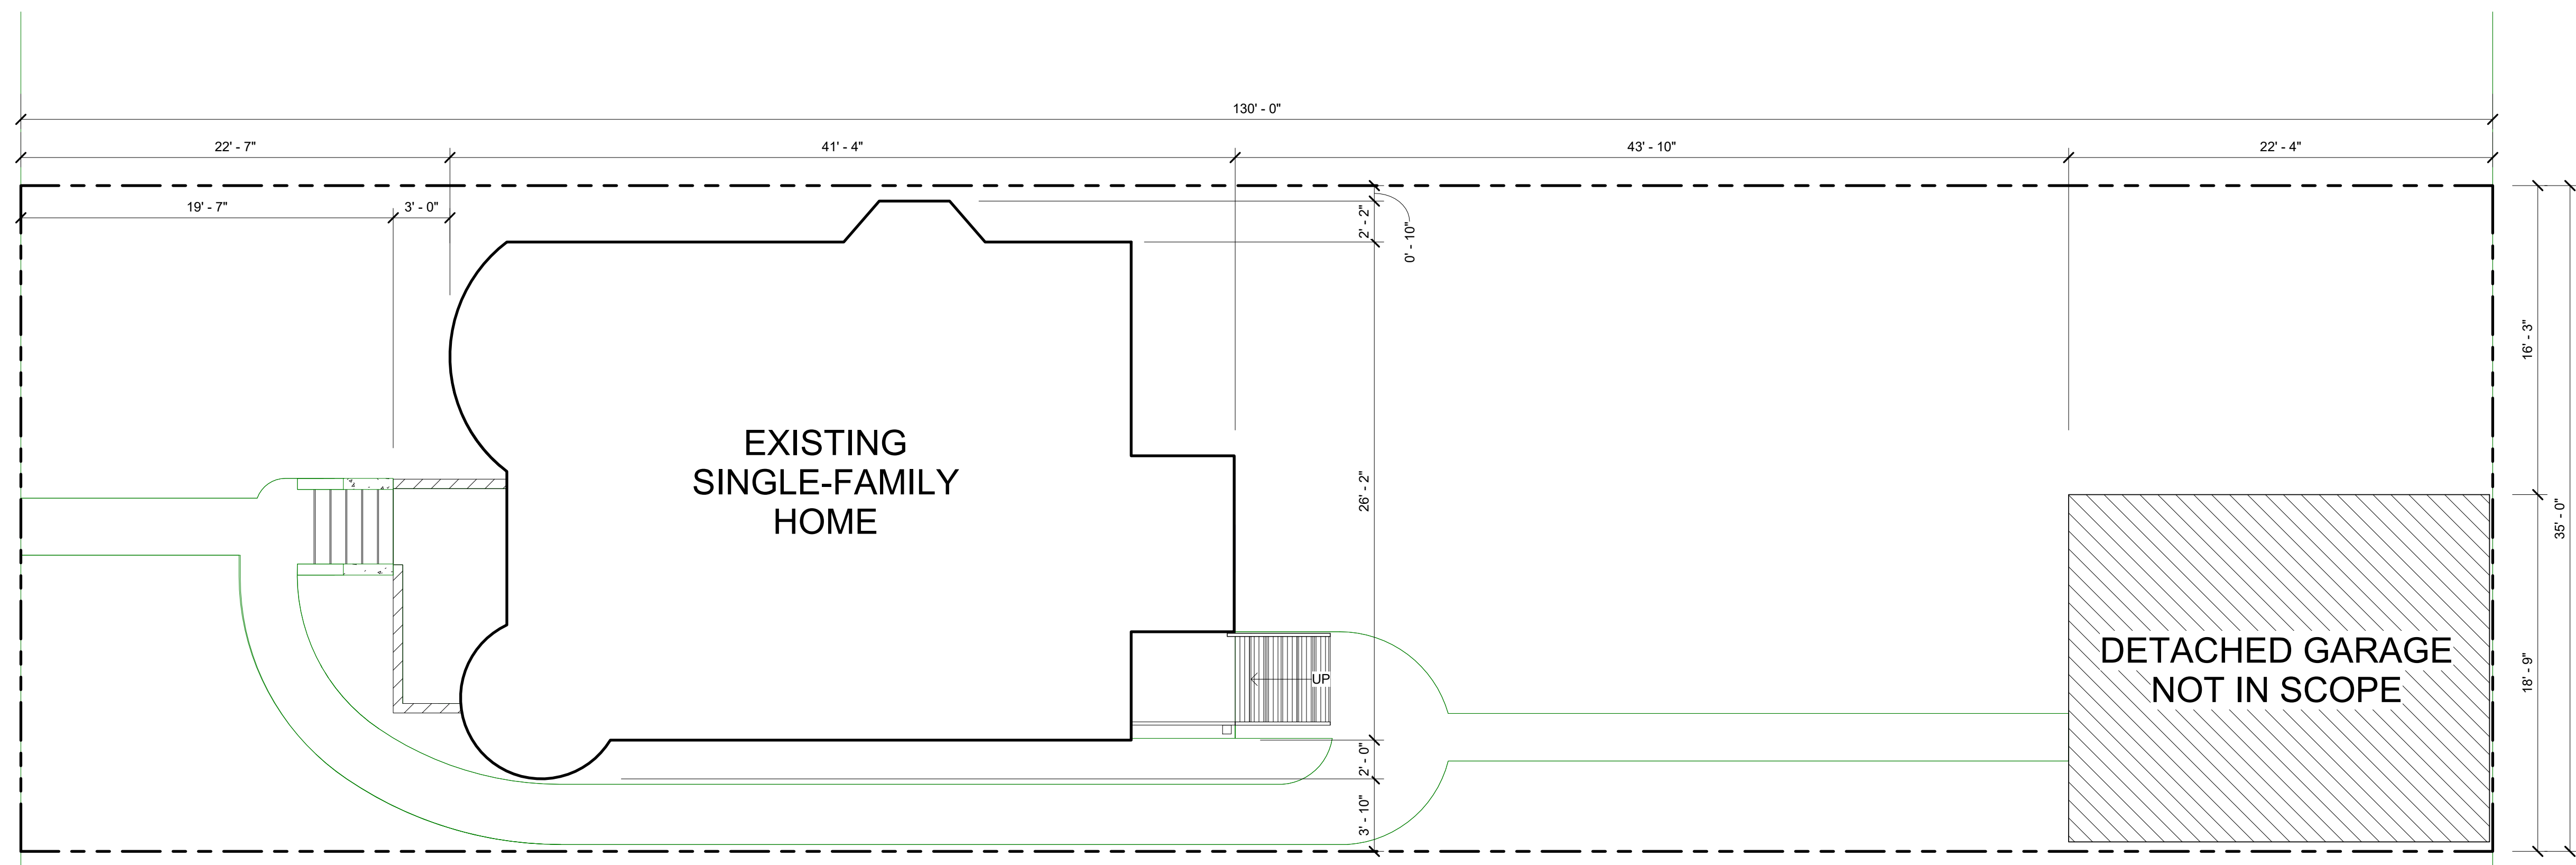 130' - 0"
22' - 7"
41' - 4"
43' - 10"
22' - 4"
19' - 7"
3' - 0"
2' - 2"
0' - 10"
16' - 3"
EXISTING
SINGLE-FAMILY
HOME
26' - 2"
35' - 0"
DETACHED GARAGE
NOT IN SCOPE
18' - 9"
UP
2' - 0"
3' - 10"